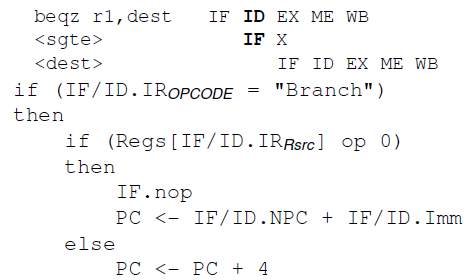 beqz r1,dest IF ID EX ME WB
<sgte> IF X
<dest> IF ID EX ME WB
if (IF/ID.IROPCODE = "Branch")
then
if (Regs[IF/ID.IRRsrc] op 0)
then
IF.nop
PC <- IF/ID.NPC + IF/ID.Imm
else
PC <- PC + 4